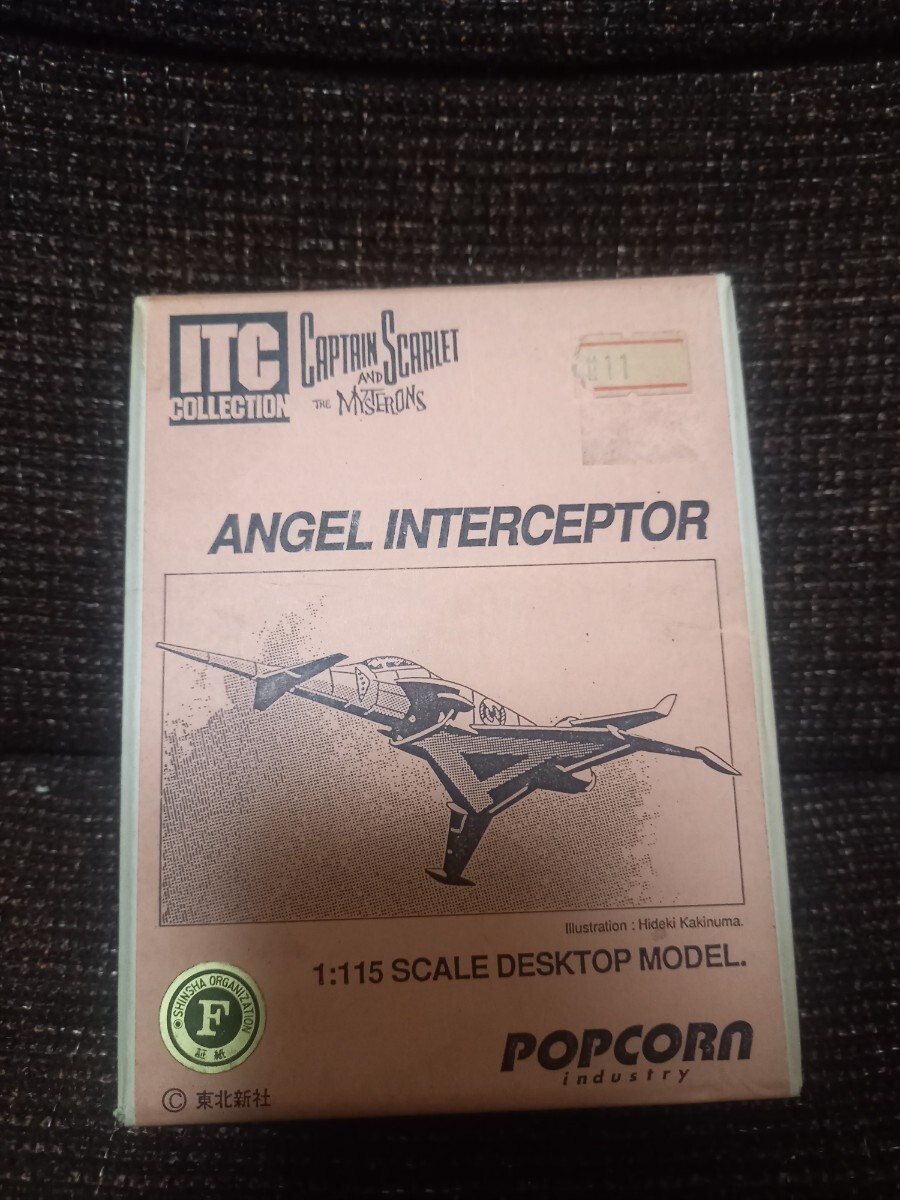 ITC
COLLECTION
CAPTAIN SCARLET
AND
THE MYSTERONS
11
ANGEL INTERCEPTOR
Illustration : Hideki Kakinuma.
1:115 SCALE DESKTOP MODEL.
SHINSHA ORGANIZATION
F
証紙
POPCORN
industry
© 東北新社